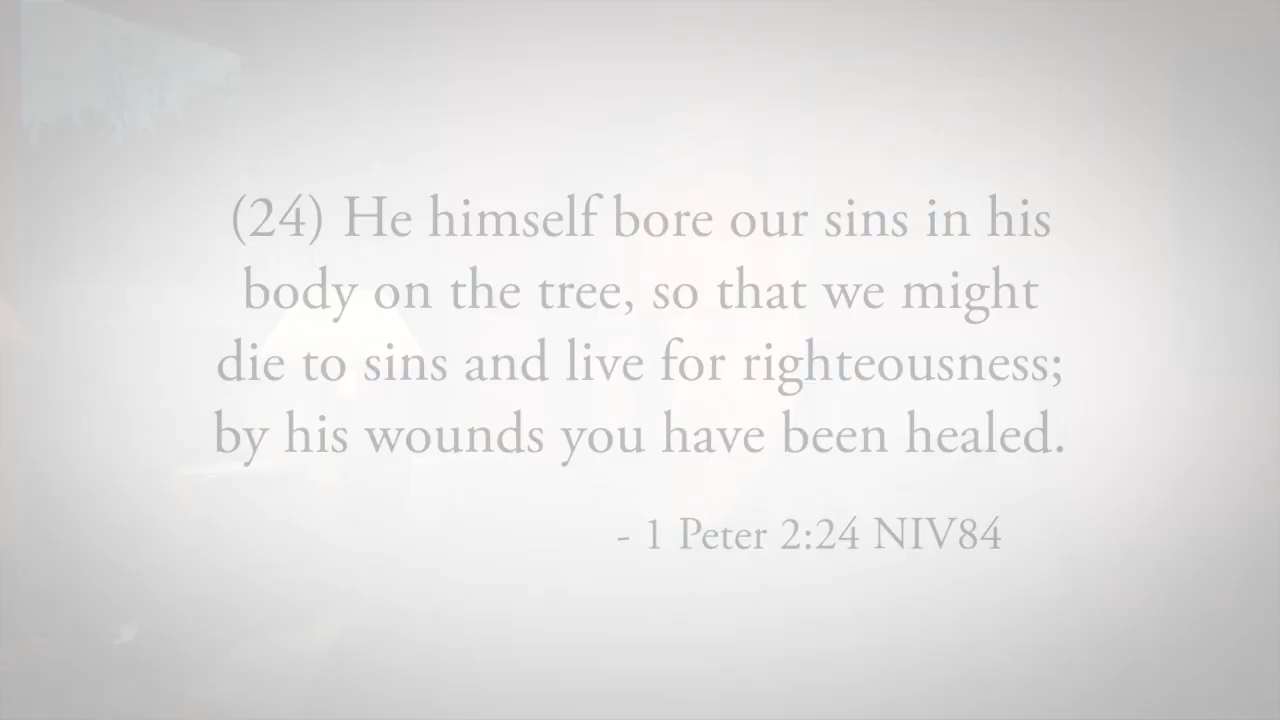 (24) He himself bore our sins in his
body on the tree, so that we might
die to sins and live for righteousness;
by his wounds you have been healed.
- 1 Peter 2:24 NIV84